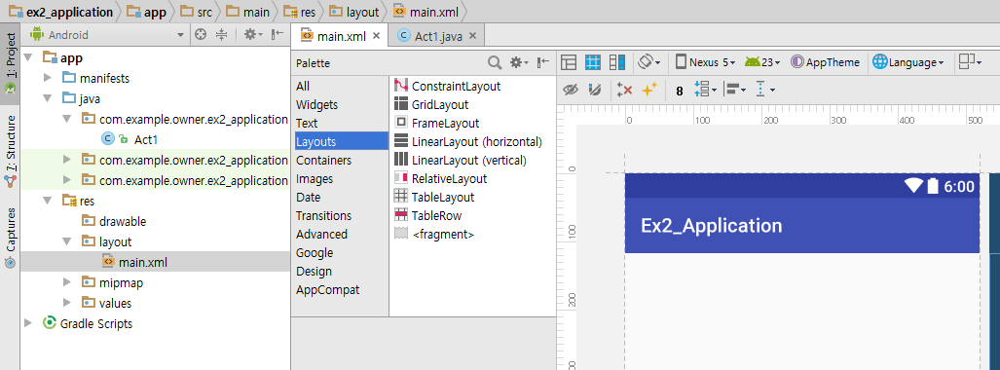 ex2_application app src main res layout main.xml
1: Project
Z: Structure
Captures
Android
app
manifests
java
com.example.owner.ex2_application
Act1
com.example.owner.ex2_application
com.example.owner.ex2_application
res
drawable
layout
main.xml
mipmap
values
Gradle Scripts
main.xml Act1.java
Palette
All
Widgets
Text
Layouts
Containers
Images
Date
Transitions
Advanced
Google
Design
AppCompat
ConstraintLayout
GridLayout
FrameLayout
LinearLayout (horizontal)
LinearLayout (vertical)
RelativeLayout
TableLayout
TableRow
<fragment>
Nexus 5 23 AppTheme Language
8
0 100 200 300 400 500
0
100
200
300
6:00
Ex2_Application